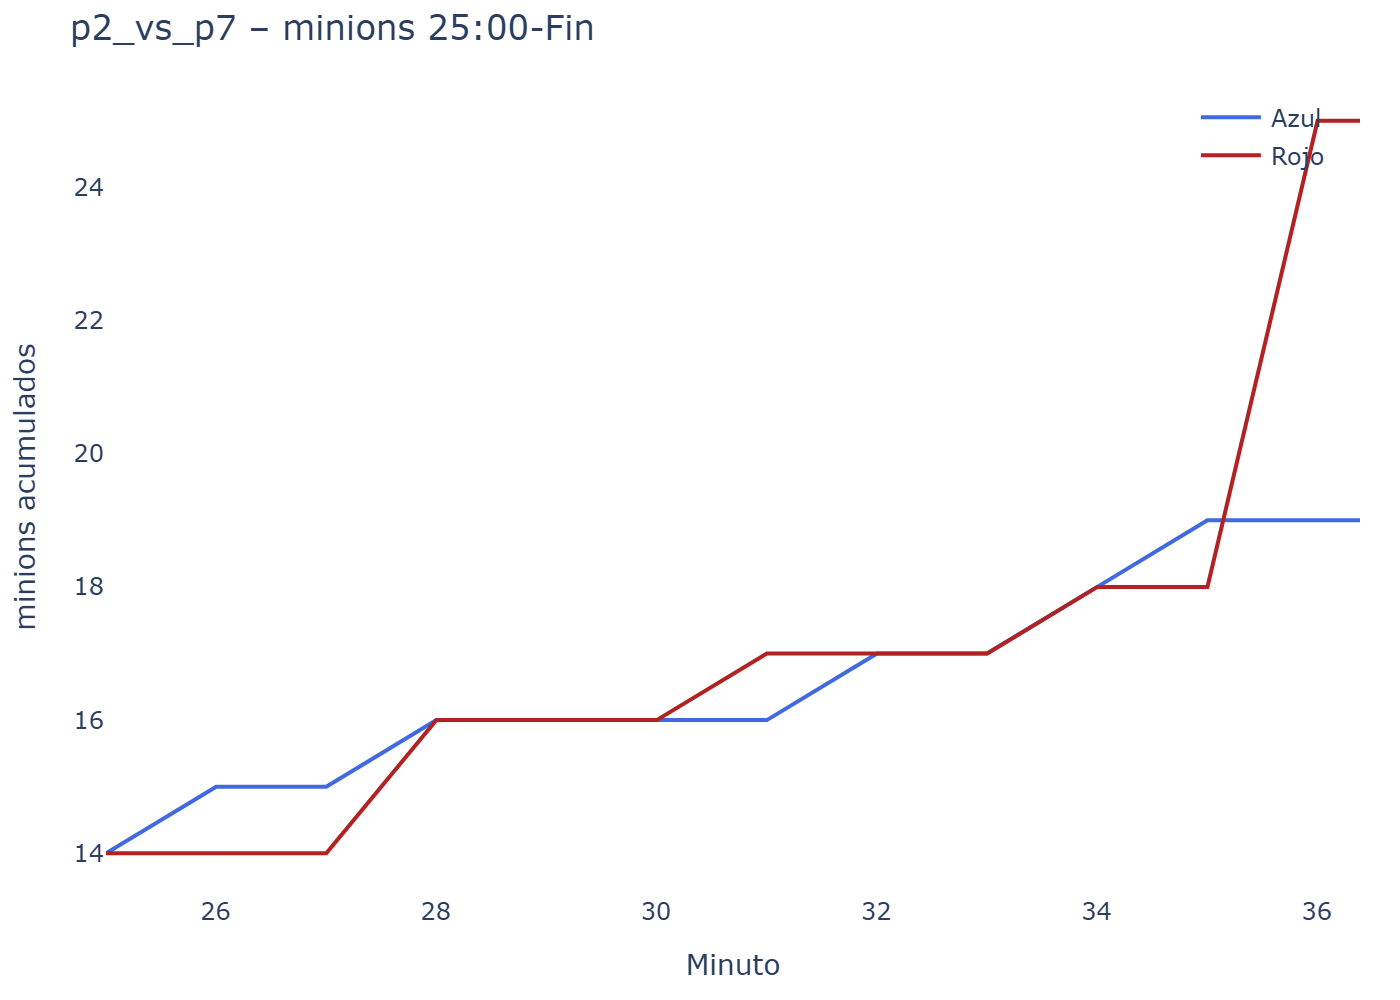 p2_vs_p7 – minions 25:00-Fin
Azul
Rojo
24
22
20
18
16
14
minions acumulados
26 28 30 32 34 36
Minuto